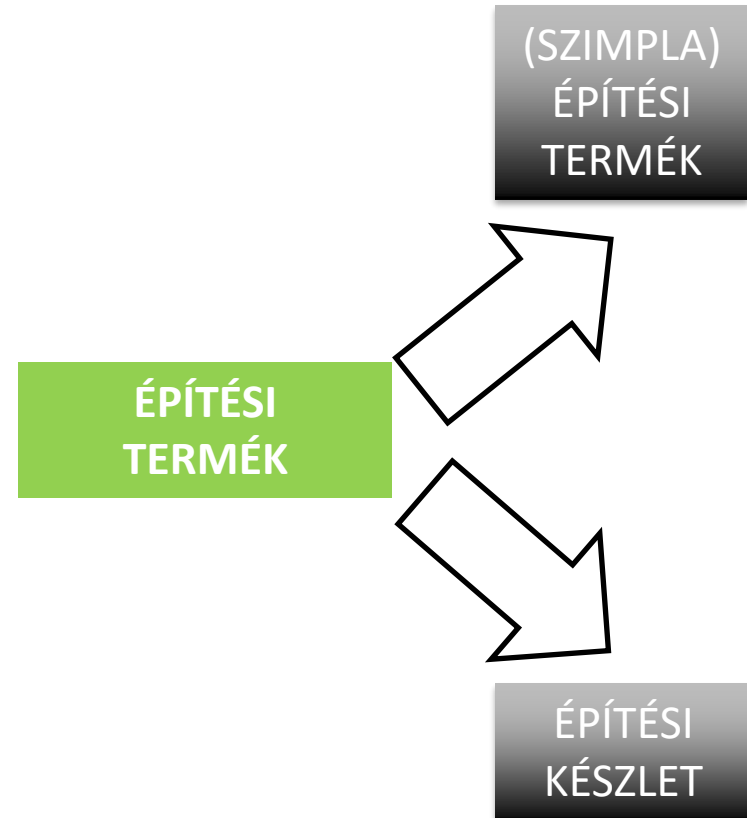 (SZIMPLA)
ÉPÍTÉSI
TERMÉK
ÉPÍTÉSI
TERMÉK
ÉPÍTÉSI
KÉSZLET